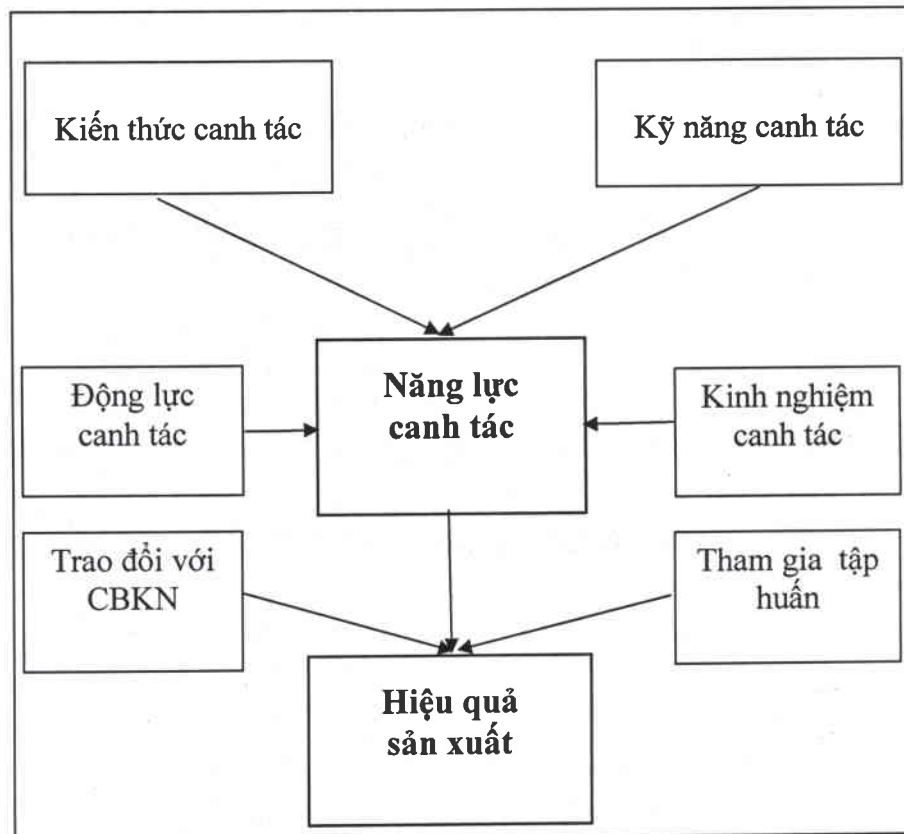 Kiến thức canh tác
Kỹ năng canh tác
Năng lực
canh tác
Động lực
canh tác
Kinh nghiệm
canh tác
Trao đổi với
CBKN
Tham gia tập
huấn
Hiệu quả
sản xuất